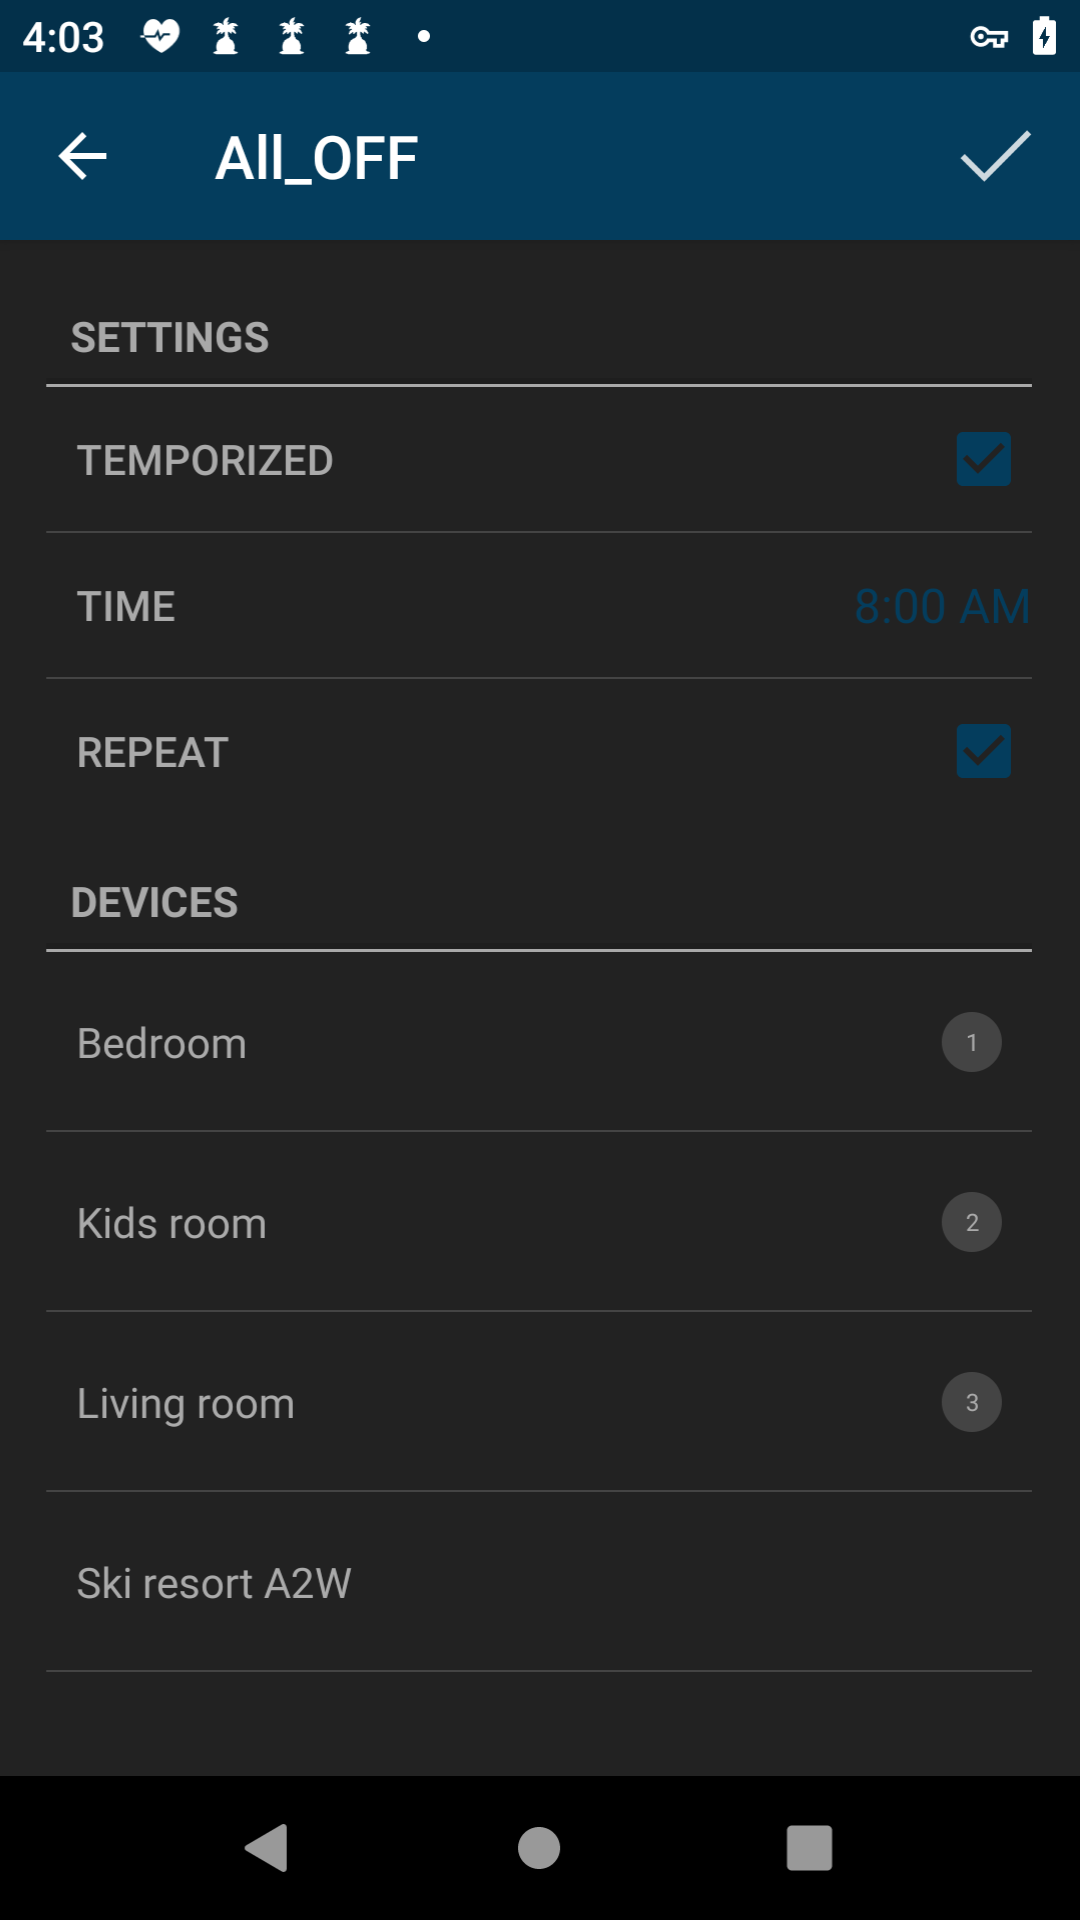 4:03
All_OFF
SETTINGS
TEMPORIZED
TIME 8:00 AM
REPEAT
DEVICES
Bedroom 1
Kids room 2
Living room 3
Ski resort A2W